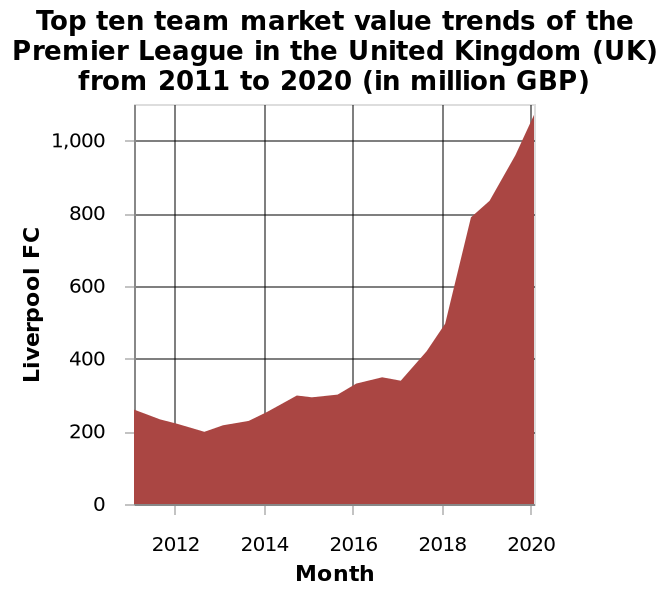 Top ten team market value trends of the
Premier League in the United Kingdom (UK)
from 2011 to 2020 (in million GBP)
Liverpool FC
1,000
800
600
400
200
0
2012 2014 2016 2018 2020
Month